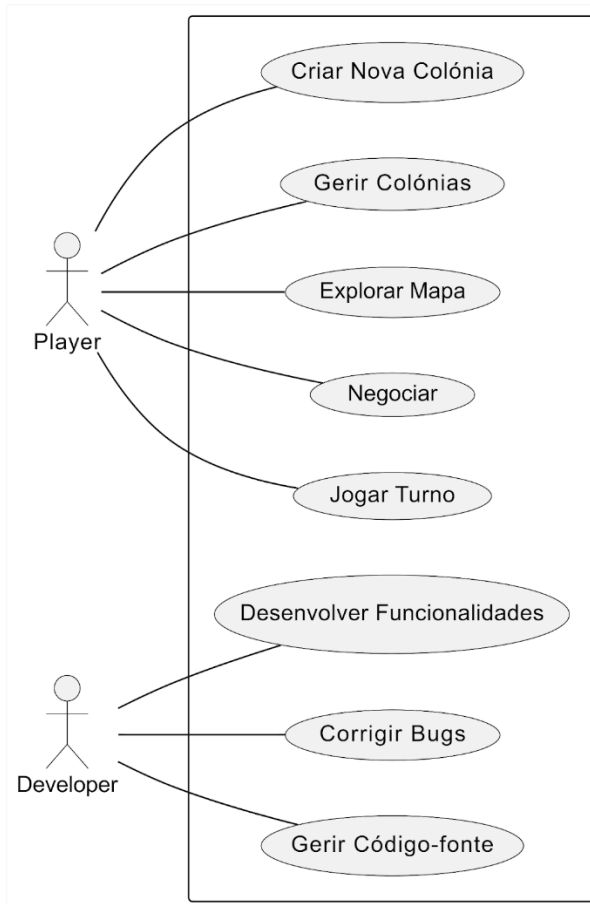 Criar Nova Colónia
Gerir Colónias
Explorar Mapa
Player
Negociar
Jogar Turno
Desenvolver Funcionalidades
Corrigir Bugs
Developer
Gerir Código-fonte